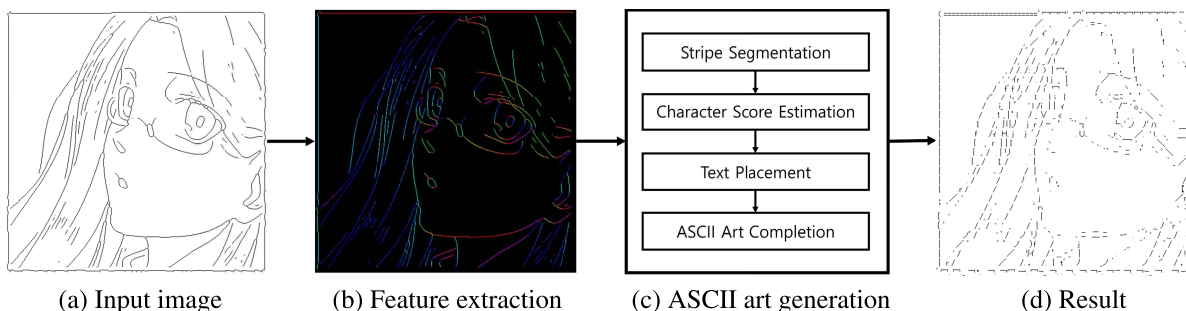 Stripe Segmentation
Character Score Estimation
Text Placement
ASCII Art Completion
(a) Input image
(b) Feature extraction
(c) ASCII art generation
(d) Result